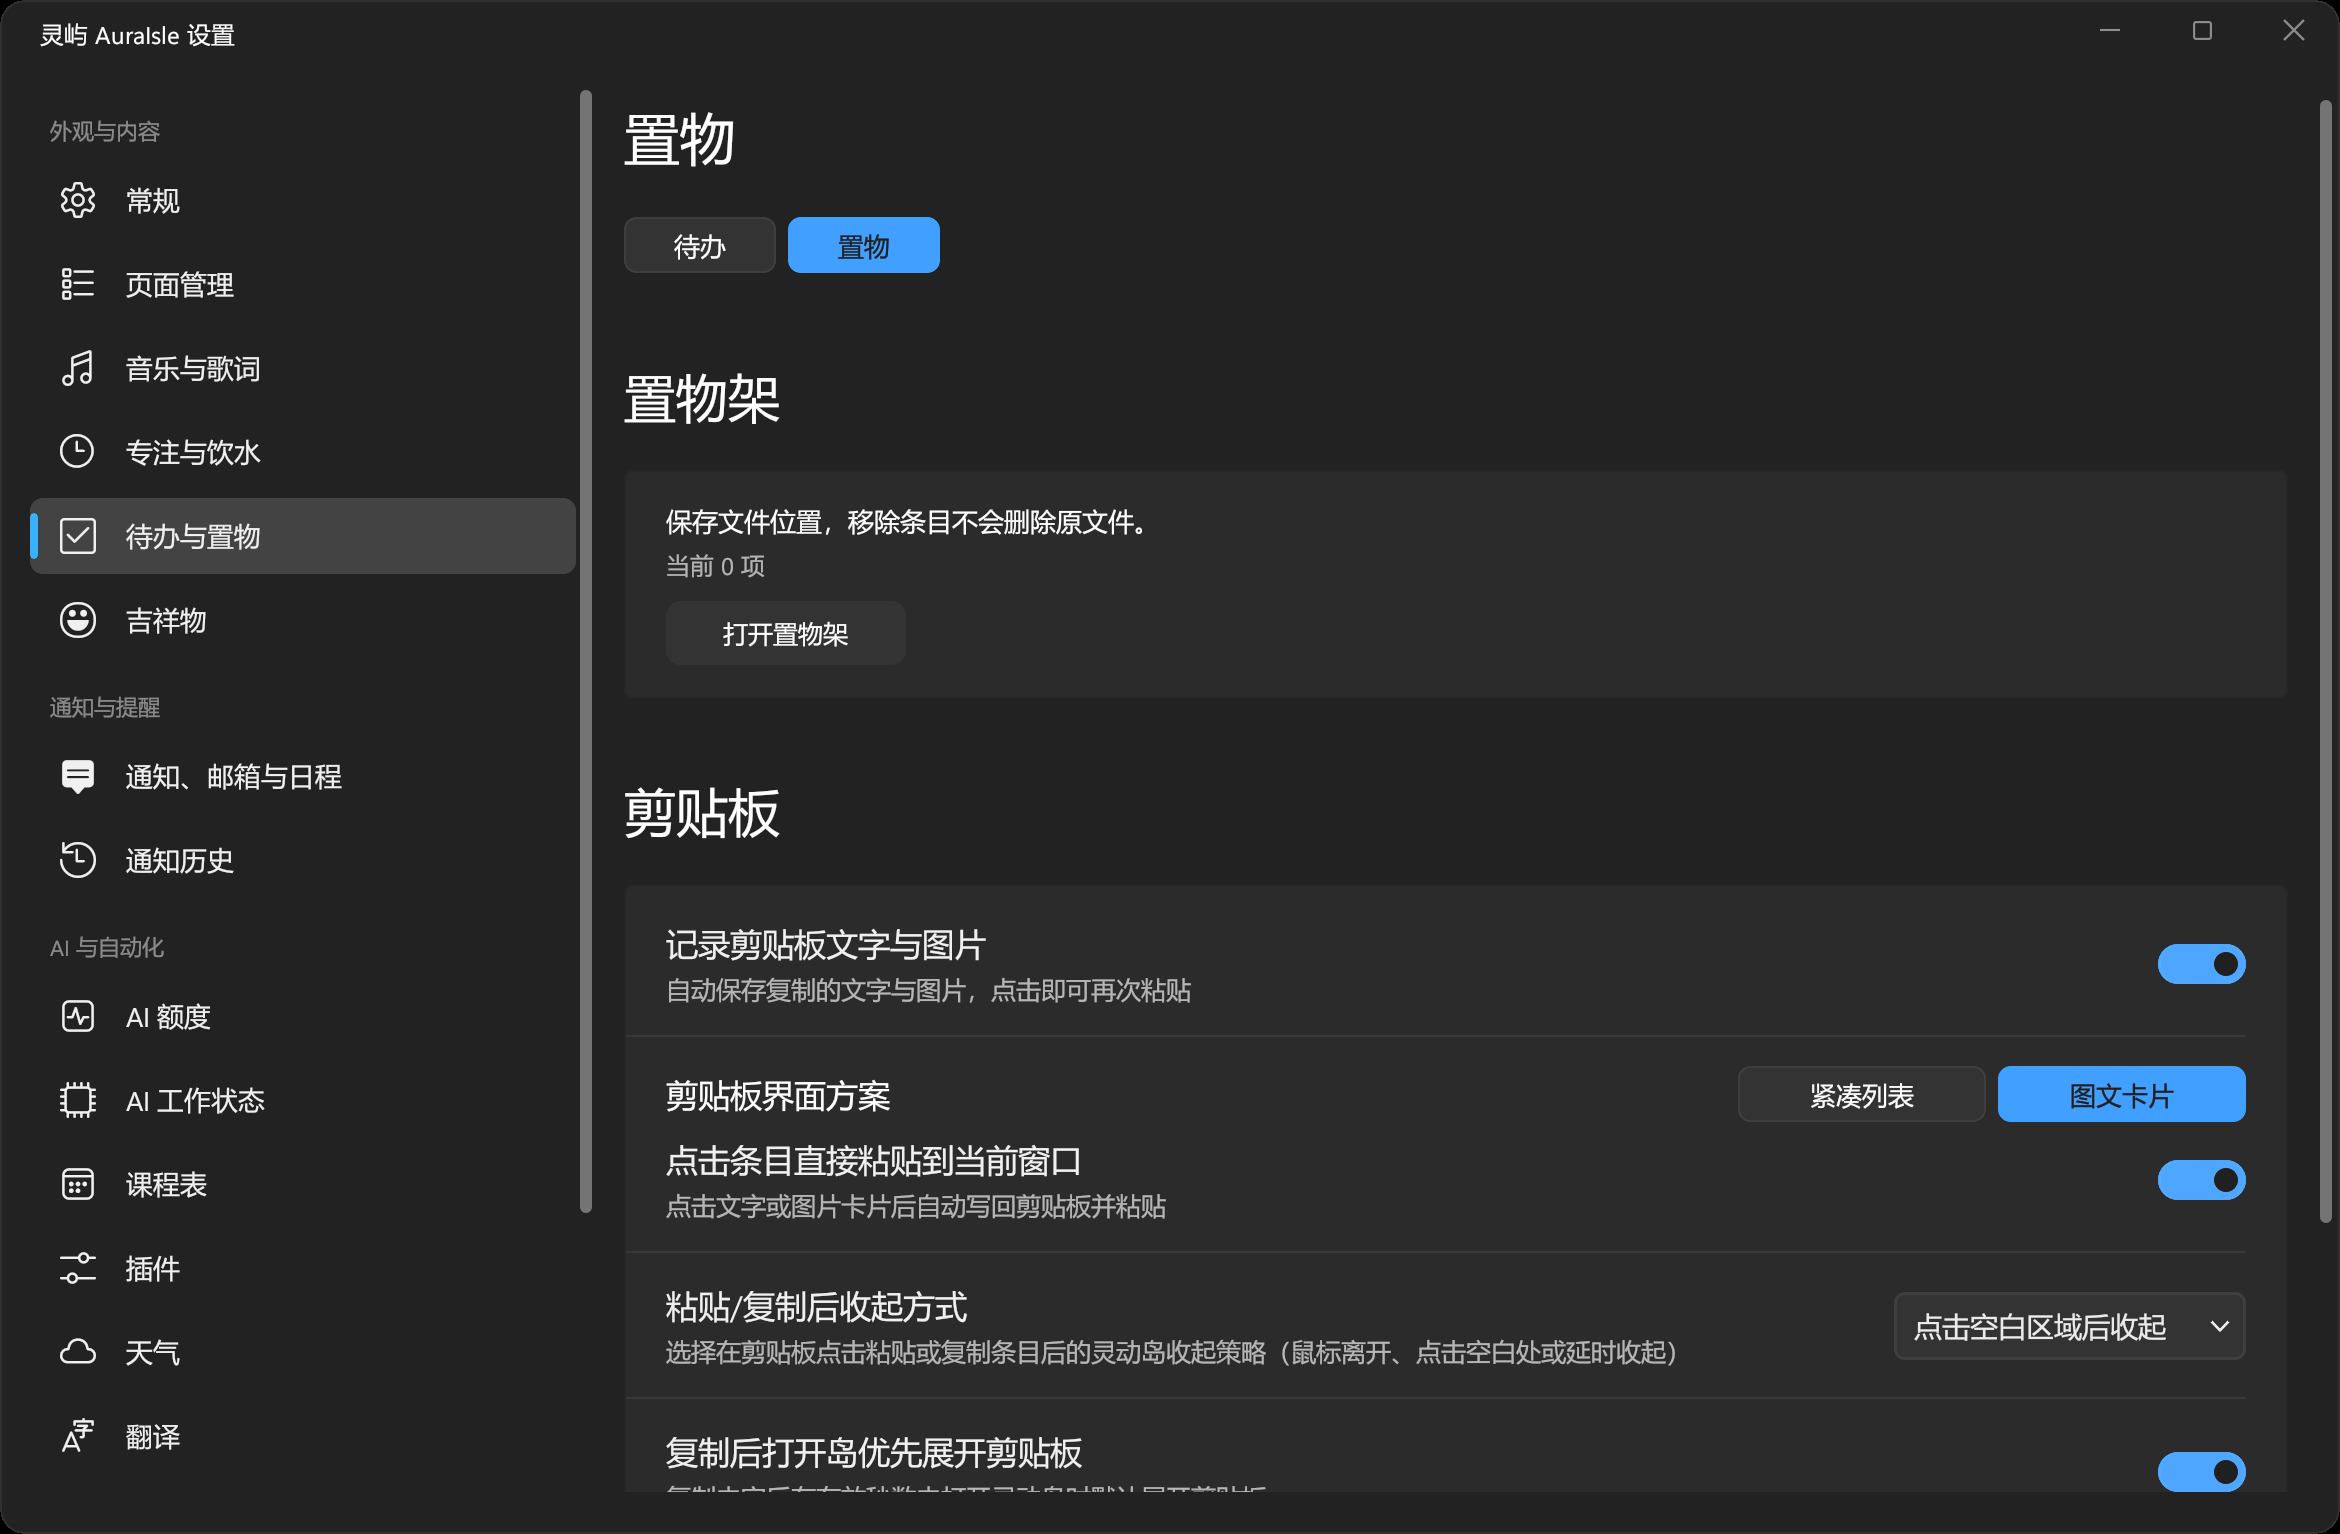 灵屿 AuraIsle 设置
外观与内容
常规
页面管理
音乐与歌词
专注与饮水
待办与置物
吉祥物
通知与提醒
通知、邮箱与日程
通知历史
AI 与自动化
AI 额度
AI 工作状态
课程表
插件
天气
翻译
置物
待办
置物
置物架
保存文件位置，移除条目不会删除原文件。
当前 0 项
打开置物架
剪贴板
记录剪贴板文字与图片
自动保存复制的文字与图片，点击即可再次粘贴
剪贴板界面方案
紧凑列表
图文卡片
点击条目直接粘贴到当前窗口
点击文字或图片卡片后自动写回剪贴板并粘贴
粘贴/复制后收起方式
选择在剪贴板点击粘贴或复制条目后的灵动岛收起策略（鼠标离开、点击空白处或延时收起）
点击空白区域后收起
复制后打开岛优先展开剪贴板